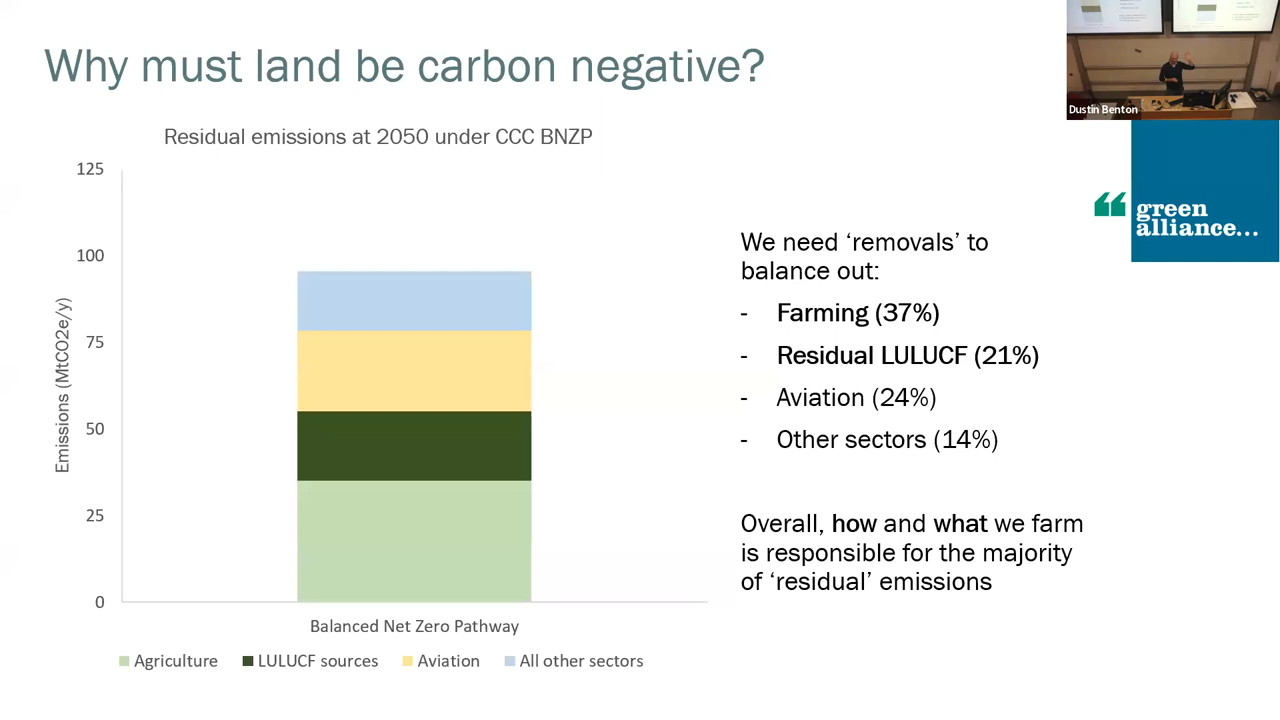 Why must land be carbon negative?
Dustin Benton
green
alliance...
Residual emissions at 2050 under CCC BNZP
125
100
75
50
25
0
Emissions (MtCO2e/y)
Balanced Net Zero Pathway
Agriculture
LULUCF sources
Aviation
All other sectors
We need ‘removals’ to
balance out:
- Farming (37%)
- Residual LULUCF (21%)
- Aviation (24%)
- Other sectors (14%)
Overall, how and what we farm
is responsible for the majority
of ‘residual’ emissions